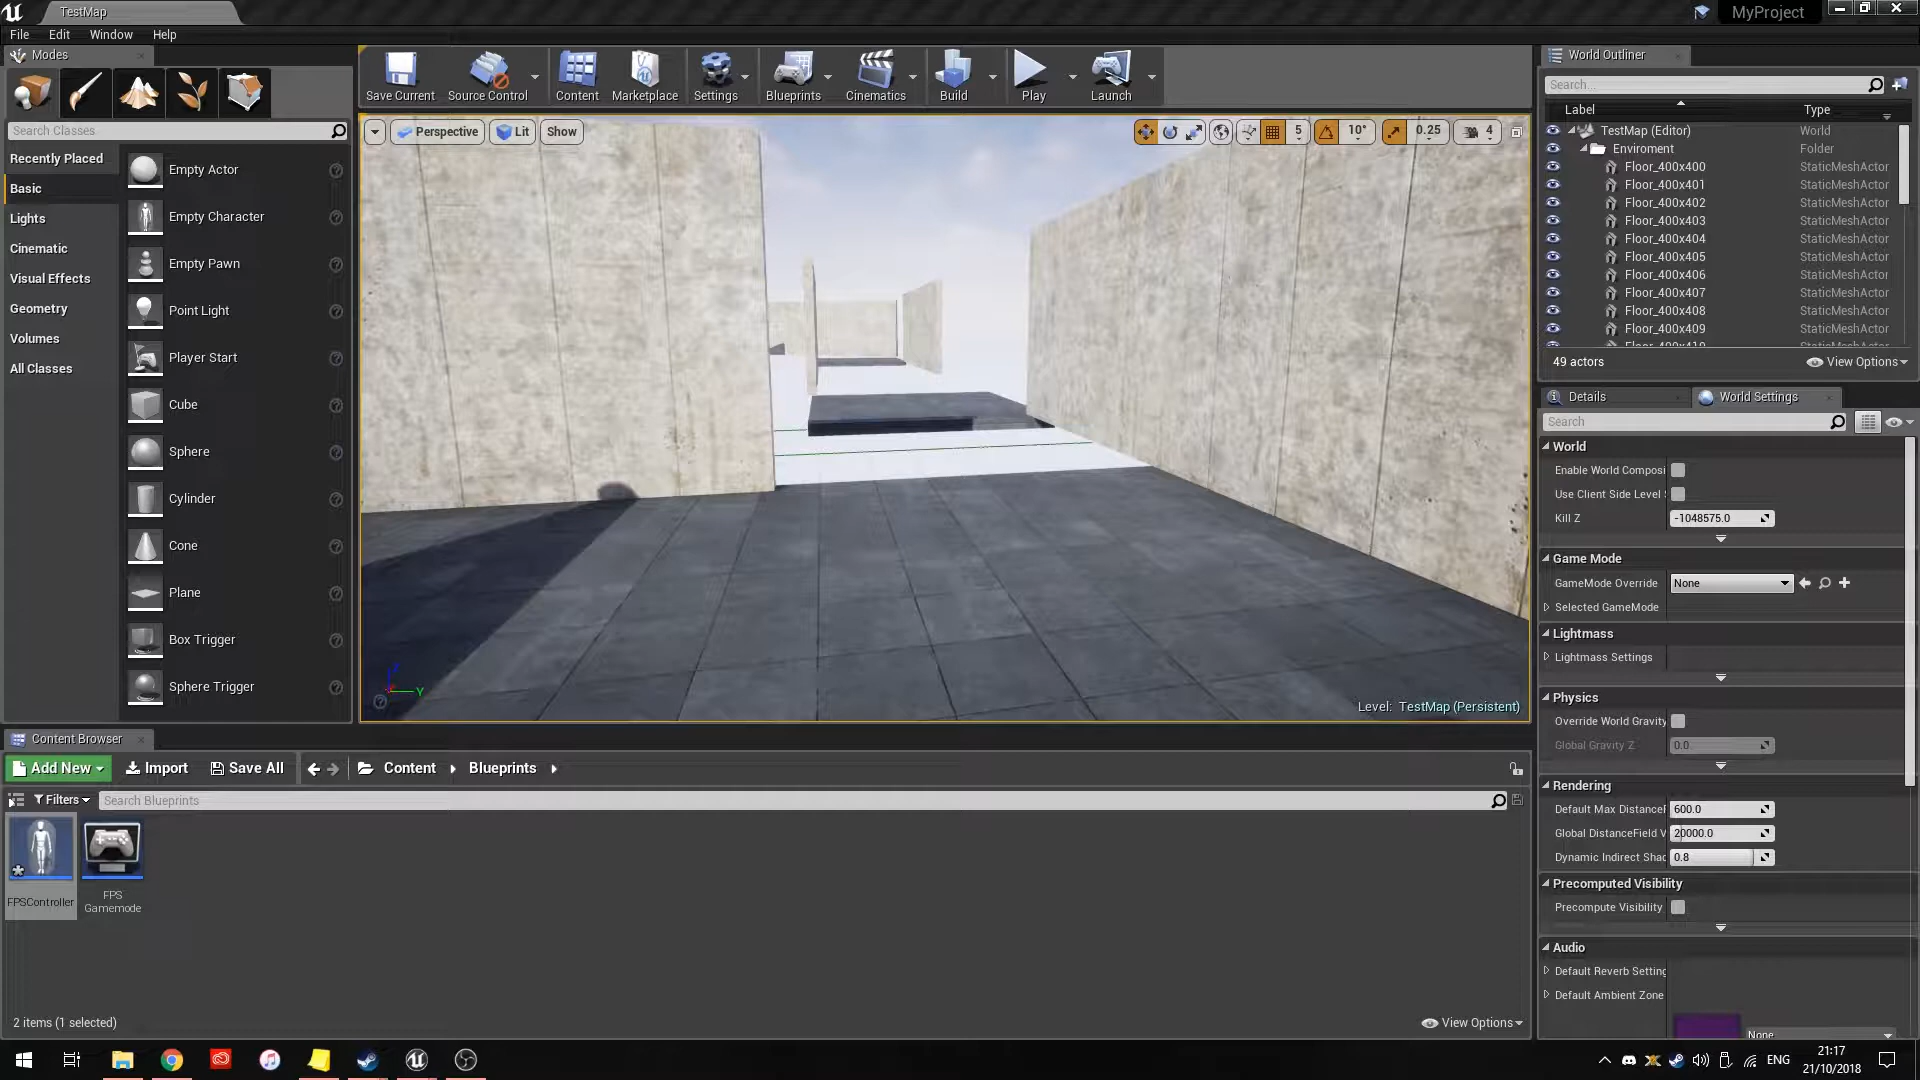 TestMap
MyProject
File Edit Window Help
Modes
Search Classes
Recently Placed
Basic
Lights
Cinematic
Visual Effects
Geometry
Volumes
All Classes
Empty Actor
Empty Character
Empty Pawn
Point Light
Player Start
Cube
Sphere
Cylinder
Cone
Plane
Box Trigger
Sphere Trigger
Save Current Source Control Content Marketplace Settings Blueprints Cinematics Build Play Launch
Perspective Lit Show
5 10° 0.25 4
Y
Level: TestMap (Persistent)
World Outliner
Search...
Label Type
TestMap (Editor) World
Enviroment Folder
Floor_400x400 StaticMeshActor
Floor_400x401 StaticMeshActor
Floor_400x402 StaticMeshActor
Floor_400x403 StaticMeshActor
Floor_400x404 StaticMeshActor
Floor_400x405 StaticMeshActor
Floor_400x406 StaticMeshActor
Floor_400x407 StaticMeshActor
Floor_400x408 StaticMeshActor
Floor_400x409 StaticMeshActor
49 actors View Options
Details World Settings
Search
World
Enable World Composi
Use Client Side Level
Kill Z -1048575.0
Game Mode
GameMode Override None
Selected GameMode
Lightmass
Lightmass Settings
Physics
Override World Gravity
Global Gravity Z 0.0
Rendering
Default Max DistanceF 600.0
Global DistanceField V 20000.0
Dynamic Indirect Shac 0.8
Precomputed Visibility
Precompute Visibility
Audio
Default Reverb Setting
Default Ambient Zone
None
Content Browser
Add New Import Save All Content Blueprints
Filters Search Blueprints
FPSController
FPS
Gamemode
2 items (1 selected) View Options
ENG
21:17
21/10/2018